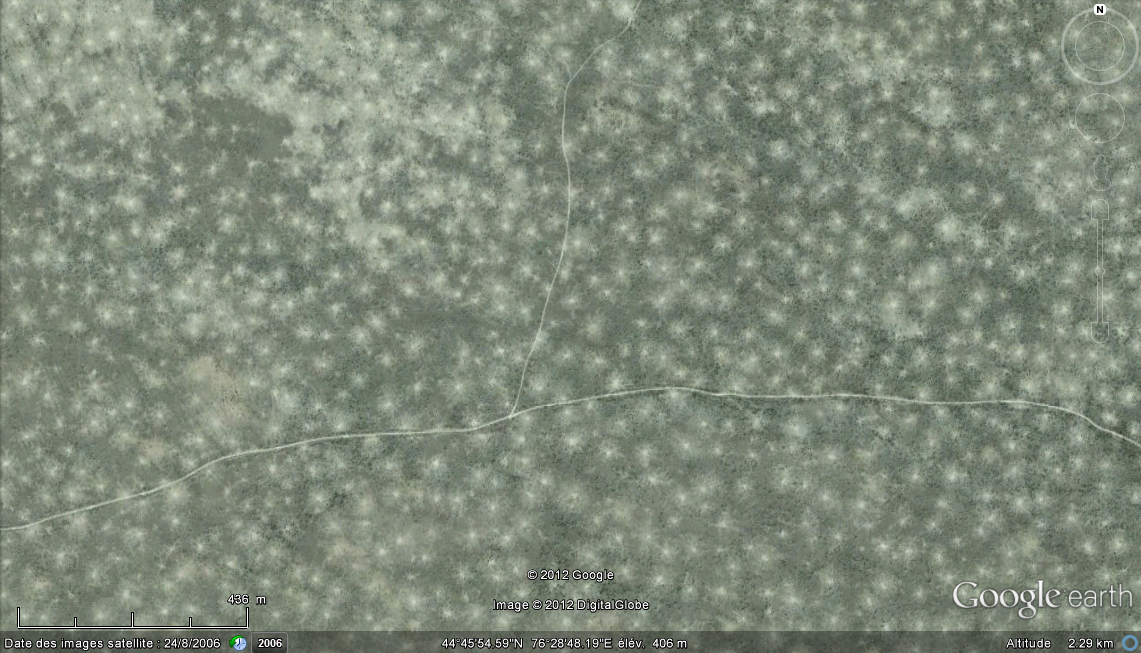 N
© 2012 Google
Image © 2012 DigitalGlobe
Google earth
436 m
Date des images satellite : 24/8/2006 2006 44°45'54.59"N 76°28'48.19"E élév. 406 m Altitude 2.29 km